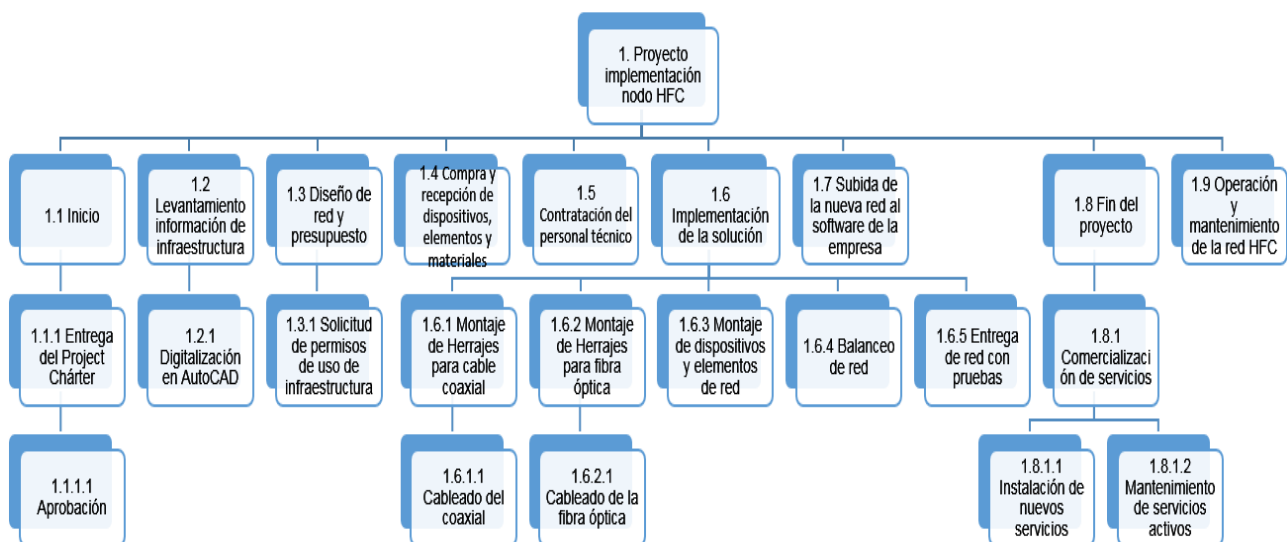 1. Proyecto
implementación
nodo HFC
1.1 Inicio
1.2
Levantamiento
información de
infraestructura
1.3 Diseño de
red y
presupuesto
1.4 Compra y
recepción de
dispositivos,
elementos y
materiales
1.5
Contratación del
personal técnico
1.6
Implementación
de la solución
1.7 Subida de
la nueva red al
software de la
empresa
1.8 Fin del
proyecto
1.9 Operación
y
mantenimiento
de la red HFC
1.1.1 Entrega
del Project
Chárter
1.2.1
Digitalización
en AutoCAD
1.3.1 Solicitud
de permisos
de uso de
infraestructura
1.6.1 Montaje
de Herrajes
para cable
coaxial
1.6.2 Montaje
de Herrajes
para fibra
óptica
1.6.3 Montaje
de dispositivos
y elementos
de red
1.6.4 Balanceo
de red
1.6.5 Entrega
de red con
pruebas
1.8.1
Comercializaci
ón de servicios
1.1.1.1
Aprobación
1.6.1.1
Cableado del
coaxial
1.6.2.1
Cableado de la
fibra óptica
1.8.1.1
Instalación de
nuevos
servicios
1.8.1.2
Mantenimiento
de servicios
activos